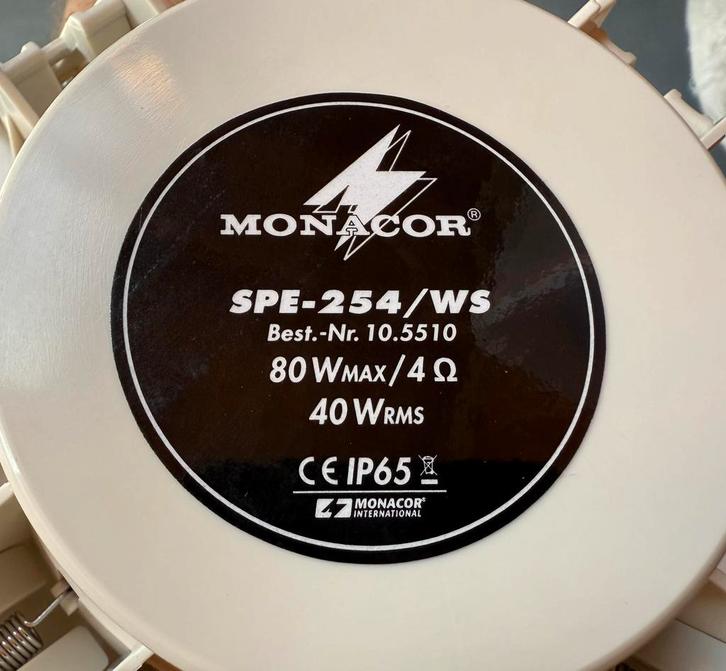 MONACOR®
SPE-254/WS
Best.-Nr. 10.5510
80 WMAX/4 Ω
40 WRMS
CE IP65
MONACOR®
INTERNATIONAL